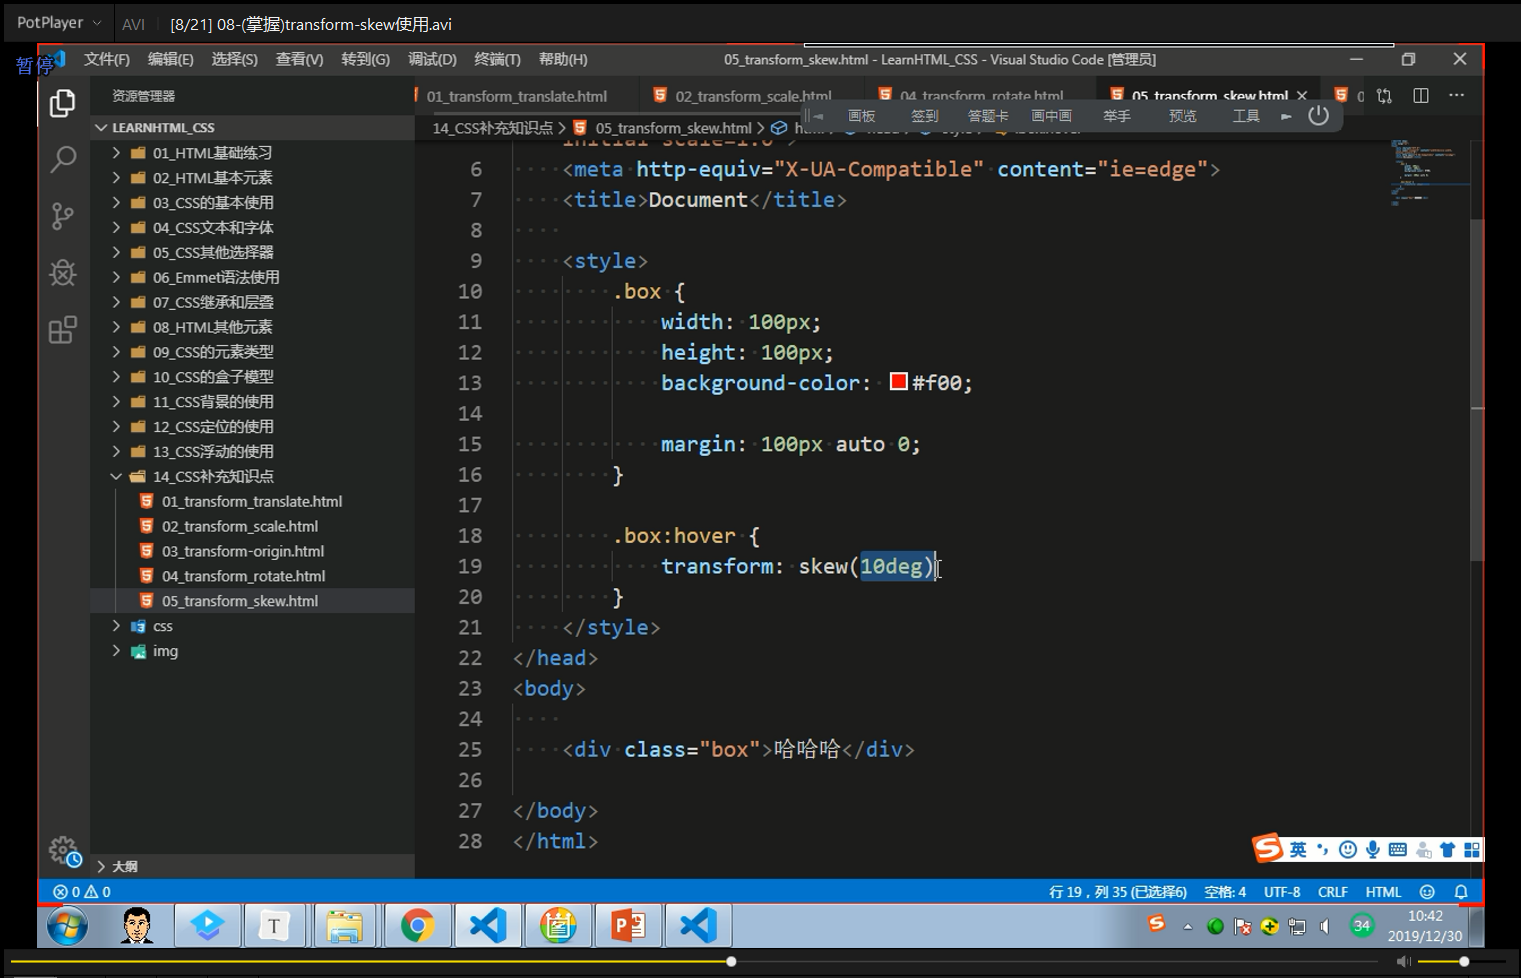 PotPlayer
AVI
[8/21] 08-(掌握)transform-skew使用.avi
暂停
文件(F) 编辑(E) 选择(S) 查看(V) 转到(G) 调试(D) 终端(T) 帮助(H)
05_transform_skew.html - LearnHTML_CSS - Visual Studio Code [管理员]
资源管理器
01_transform_translate.html
02_transform_scale.html
04_transform_rotate.html
05_transform_skew.html
画板 签到 答题卡 画中画 举手 预览 工具
14_CSS补充知识点 > 05_transform_skew.html >
LEARNHTML_CSS
01_HTML基础练习
02_HTML基本元素
03_CSS的基本使用
04_CSS文本和字体
05_CSS其他选择器
06_Emmet语法使用
07_CSS继承和层叠
08_HTML其他元素
09_CSS的元素类型
10_CSS的盒子模型
11_CSS背景的使用
12_CSS定位的使用
13_CSS浮动的使用
14_CSS补充知识点
01_transform_translate.html
02_transform_scale.html
03_transform-origin.html
04_transform_rotate.html
05_transform_skew.html
css
img
大纲
initial-scale=1.0">
6 <meta http-equiv="X-UA-Compatible" content="ie=edge">
7 <title>Document</title>
8
9 <style>
10 .box {
11 width: 100px;
12 height: 100px;
13 background-color: #f00;
14
15 margin: 100px auto 0;
16 }
17
18 .box:hover {
19 transform: skew(10deg)
20 }
21 </style>
22 </head>
23 <body>
24
25 <div class="box">哈哈哈</div>
26
27 </body>
28 </html>
英
0 0
行 19，列 35 (已选择6) 空格: 4 UTF-8 CRLF HTML
34
10:42
2019/12/30